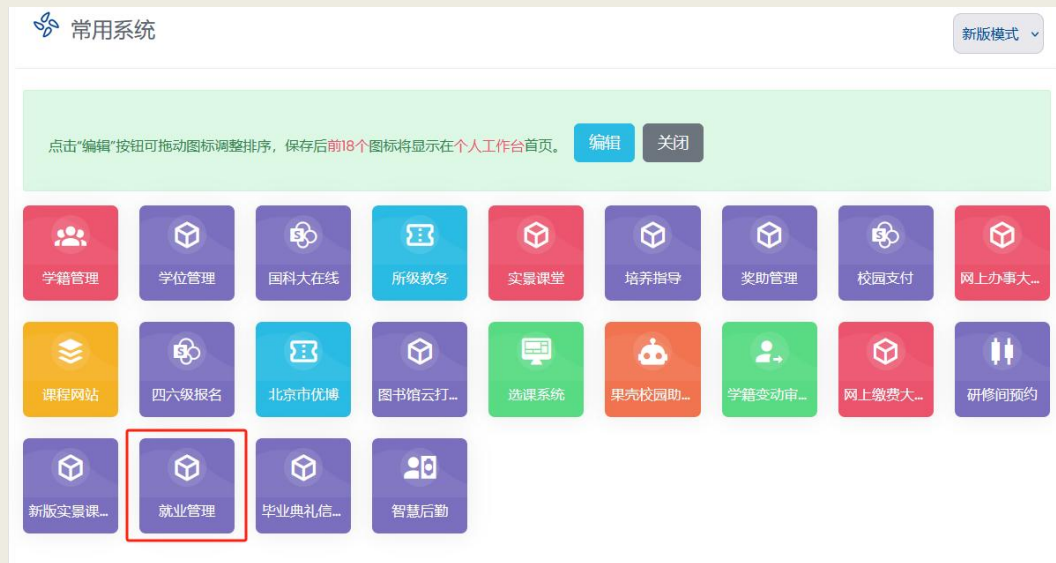 常用系统
新版模式
点击“编辑”按钮可拖动图标调整排序，保存后前18个图标将显示在个人工作台首页。 编辑 关闭
学籍管理 学位管理 国科大在线 所级教务 实景课堂 培养指导 奖助管理 校园支付 网上办事大...
课程网站 四六级报名 北京市优博 图书馆云打... 选课系统 果壳校园助... 学籍变动审... 网上缴费大... 研修间预约
新版实景课... 就业管理 毕业典礼信... 智慧后勤